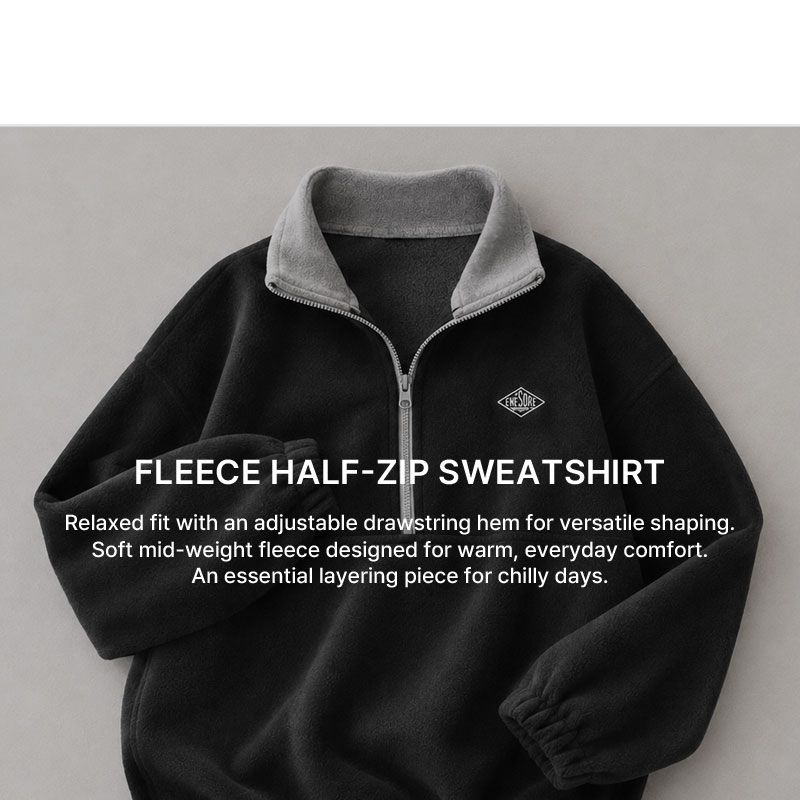 EWESORE
FLEECE HALF-ZIP SWEATSHIRT
Relaxed fit with an adjustable drawstring hem for versatile shaping.
Soft mid-weight fleece designed for warm, everyday comfort.
An essential layering piece for chilly days.